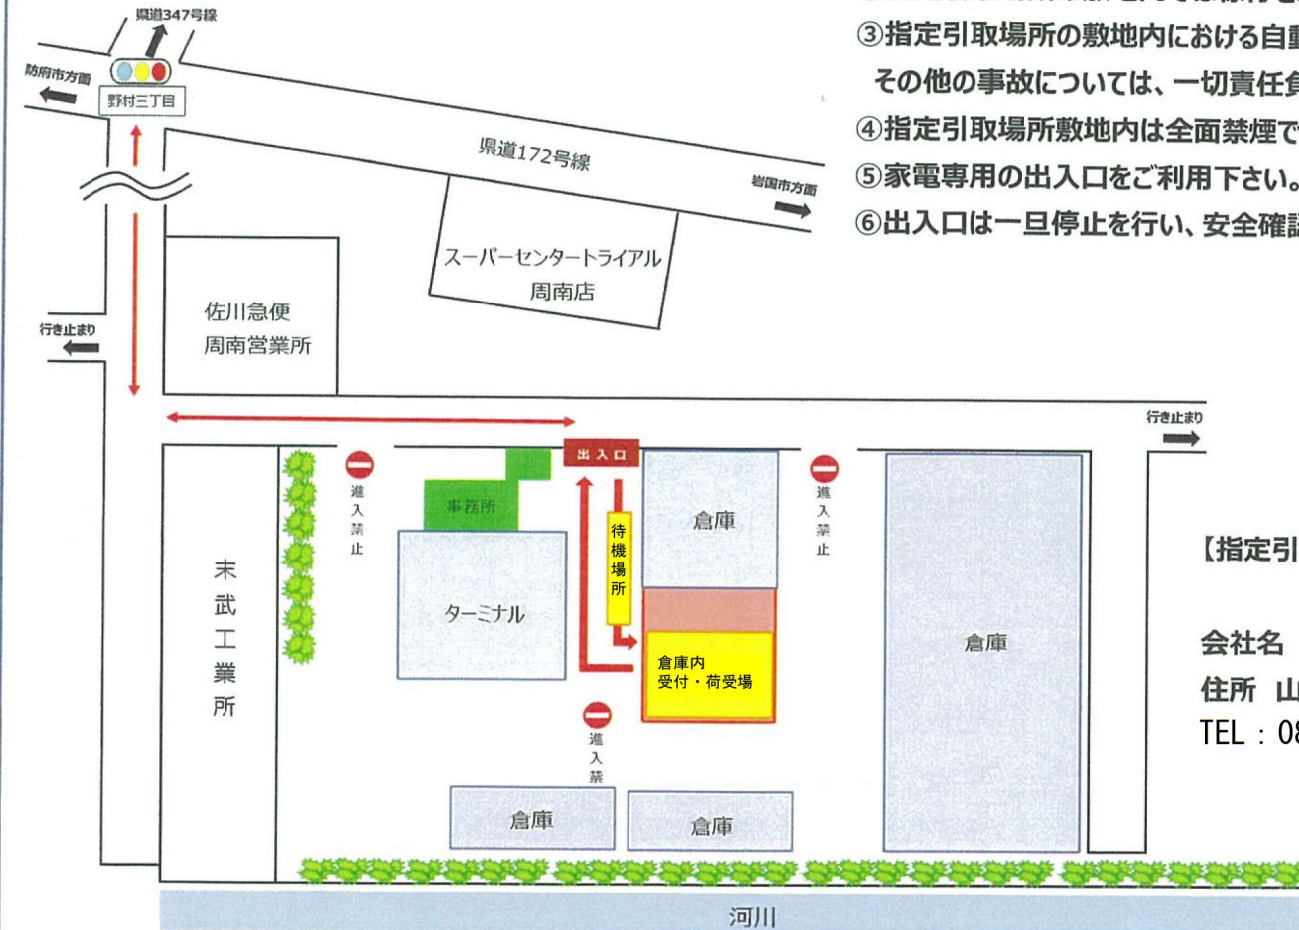 県道347号線
防府市方面
野村三丁目
県道172号線
岩国市方面
スーパーセンタートライアル
周南店
佐川急便
周南営業所
行き止まり
行き止まり
③指定引取場所の敷地内における自動
その他の事故については、一切責任負
④指定引取場所敷地内は全面禁煙で
⑤家電専用の出入口をご利用下さい。
⑥出入口は一旦停止を行い、安全確認
出入口
進入禁止
事務所
待機場所
倉庫
進入禁止
末武工業所
ターミナル
倉庫内
受付・荷受場
倉庫
進入禁
倉庫
倉庫
河川
【指定引
会社名
住所 山
TEL：08